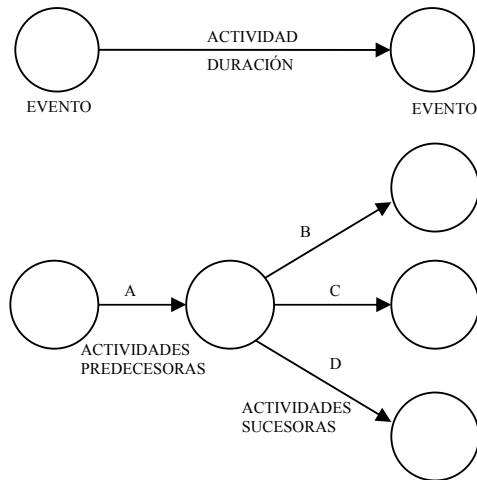 ACTIVIDAD
DURACIÓN
EVENTO
EVENTO
B
A
C
ACTIVIDADES
PREDECESORAS
D
ACTIVIDADES
SUCESORAS